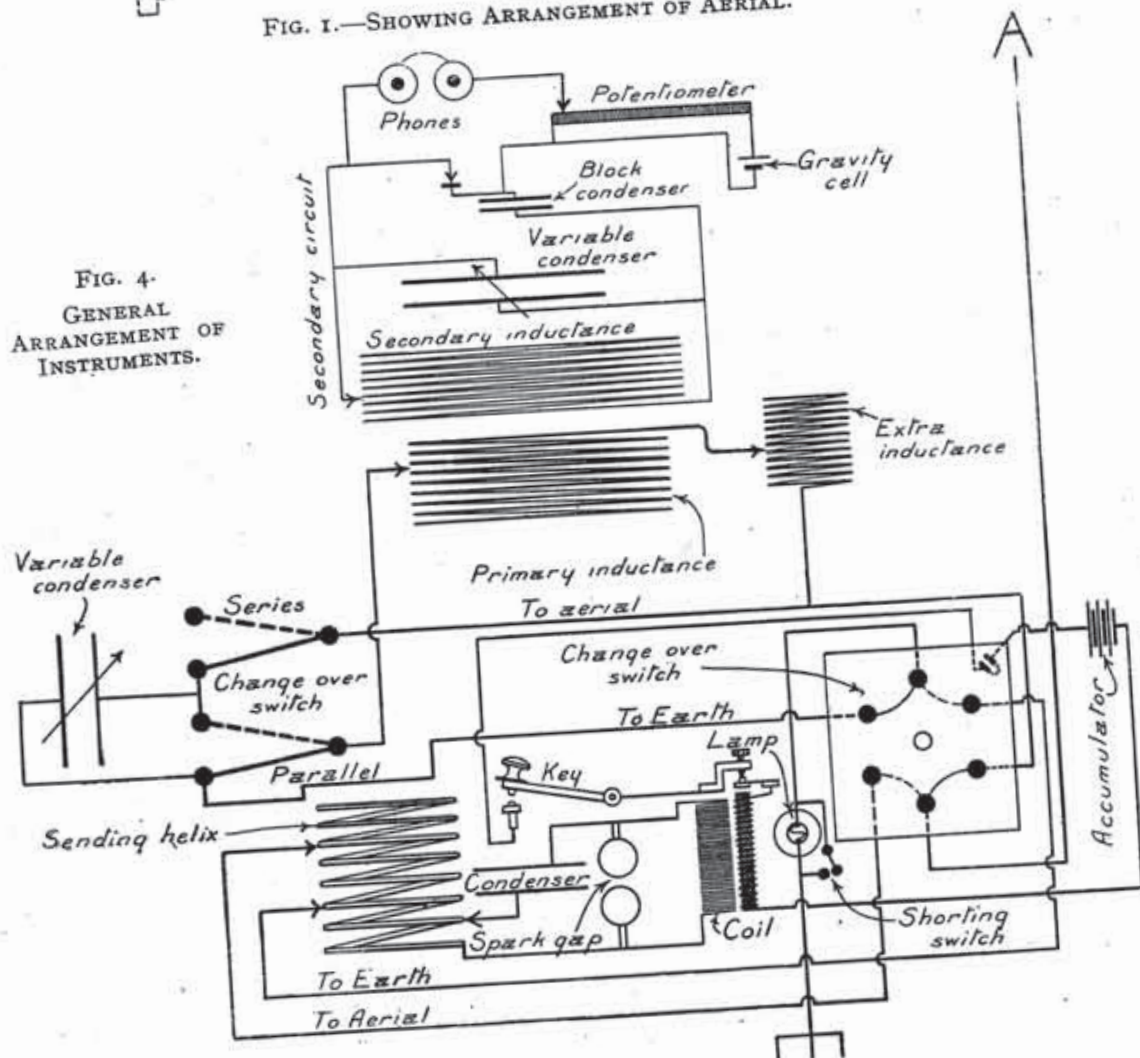 FIG. 1.—SHOWING ARRANGEMENT OF AERIAL.
A
Phones
Potentiometer
Gravity
cell
Block
condenser
Variable
condenser
Secondary circuit
Secondary inductance
FIG. 4.
GENERAL
ARRANGEMENT OF
INSTRUMENTS.
Extra
inductance
Primary inductance
Variable
condenser
Series
To aerial
Change over
switch
Change over
switch
To Earth
Lamp
Parallel
Key
Accumulator
Sending helix
Condenser
Spark gap
Coil
Shorting
switch
To Earth
To Aerial